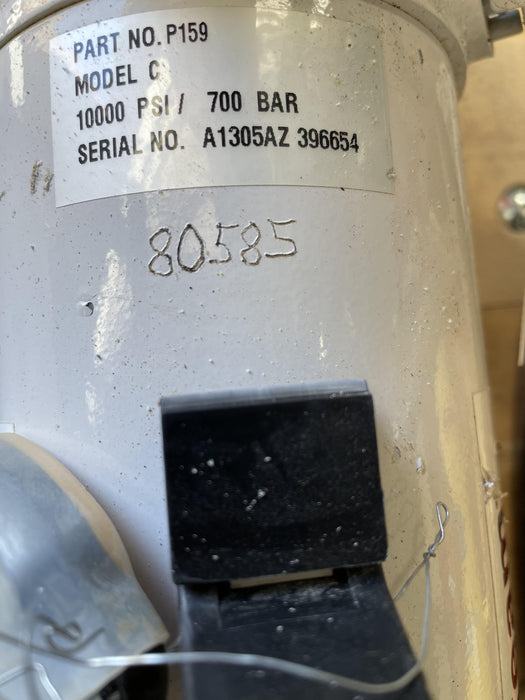 PART NO. P159
MODEL C
10000 PSI / 700 BAR
SERIAL NO. A1305AZ 396654
80585